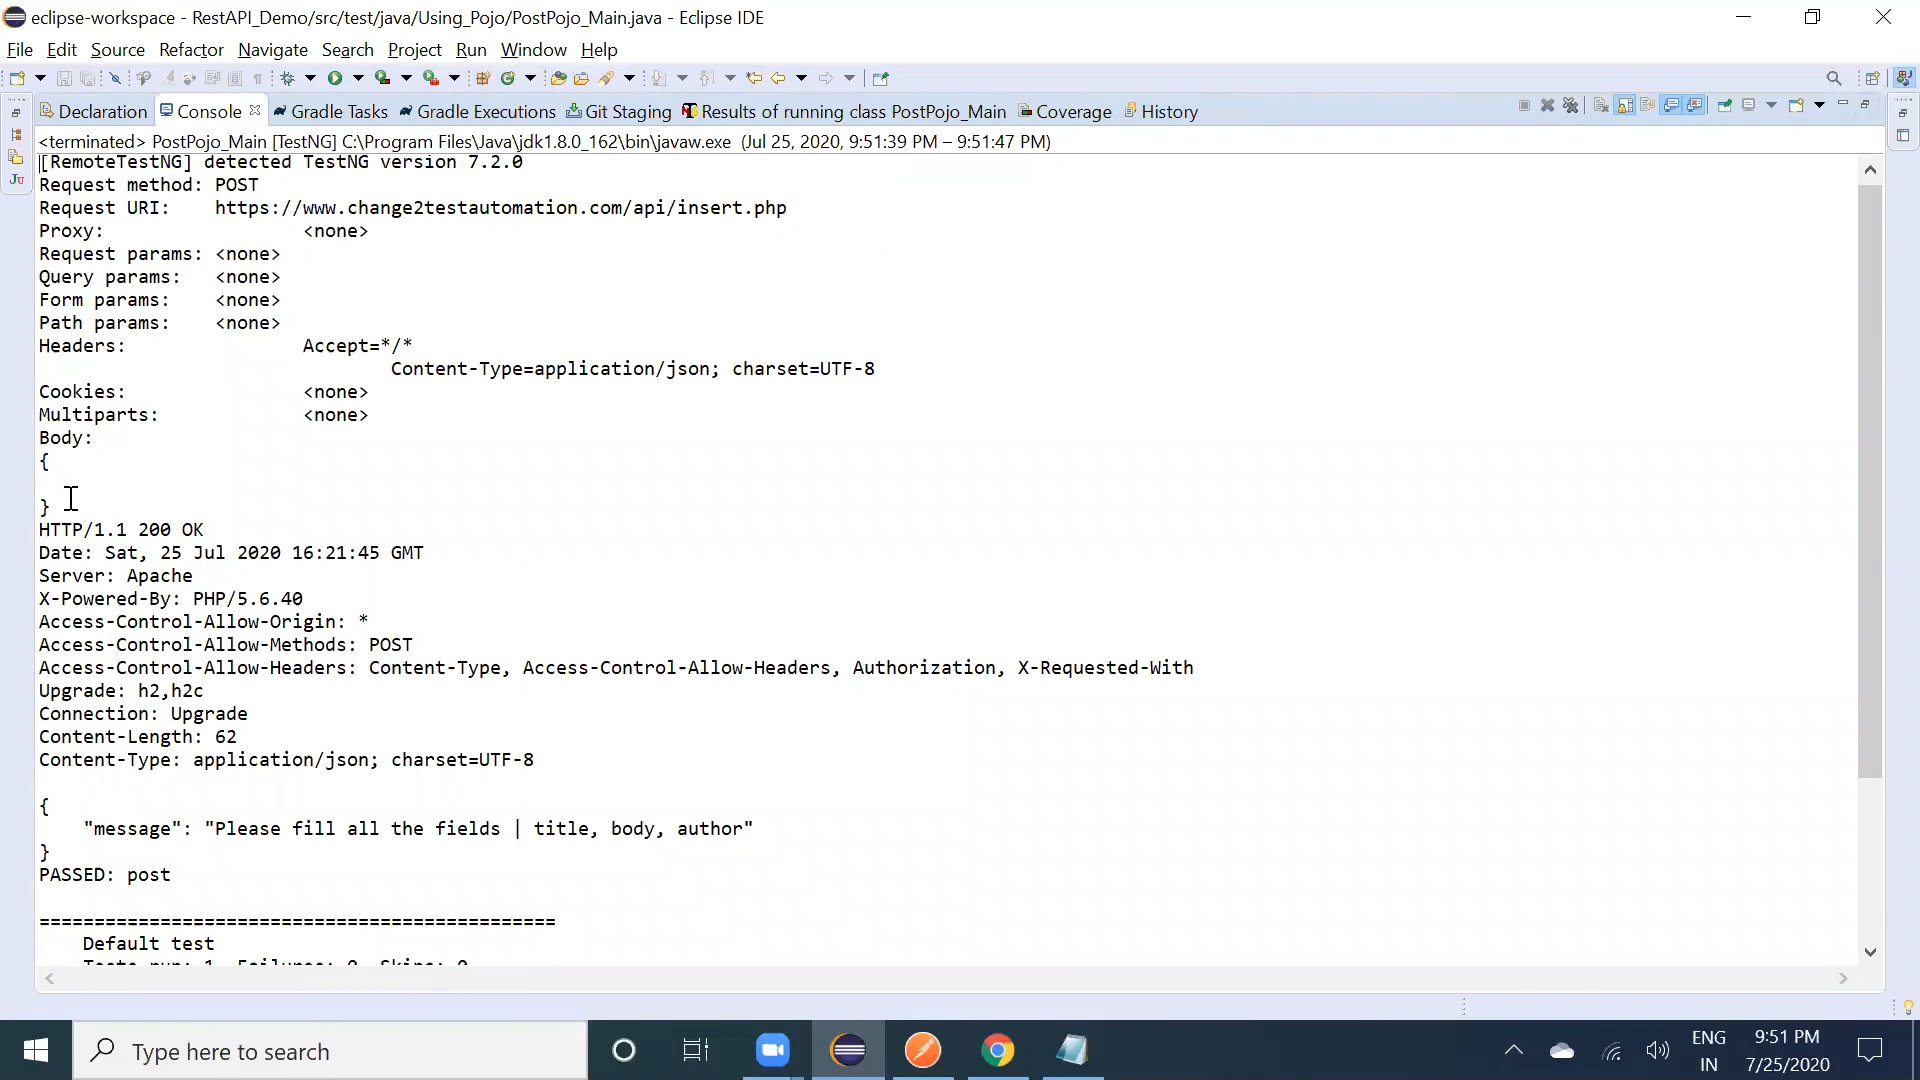 eclipse-workspace - RestAPI_Demo/src/test/java/Using_Pojo/PostPojo_Main.java - Eclipse IDE
File Edit Source Refactor Navigate Search Project Run Window Help
Declaration Console Gradle Tasks Gradle Executions Git Staging Results of running class PostPojo_Main Coverage History
<terminated> PostPojo_Main [TestNG] C:\Program Files\Java\jdk1.8.0_162\bin\javaw.exe (Jul 25, 2020, 9:51:39 PM – 9:51:47 PM)
[RemoteTestNG] detected TestNG version 7.2.0
Request method: POST
Request URI: https://www.change2testautomation.com/api/insert.php
Proxy: <none>
Request params: <none>
Query params: <none>
Form params: <none>
Path params: <none>
Headers: Accept=*/*
Content-Type=application/json; charset=UTF-8
Cookies: <none>
Multiparts: <none>
Body:
{
}
HTTP/1.1 200 OK
Date: Sat, 25 Jul 2020 16:21:45 GMT
Server: Apache
X-Powered-By: PHP/5.6.40
Access-Control-Allow-Origin: *
Access-Control-Allow-Methods: POST
Access-Control-Allow-Headers: Content-Type, Access-Control-Allow-Headers, Authorization, X-Requested-With
Upgrade: h2,h2c
Connection: Upgrade
Content-Length: 62
Content-Type: application/json; charset=UTF-8
{
"message": "Please fill all the fields | title, body, author"
}
PASSED: post
===============================================
Default test
Tests run: 1, Failures: 0, Skips: 0
Type here to search
ENG 9:51 PM
IN 7/25/2020